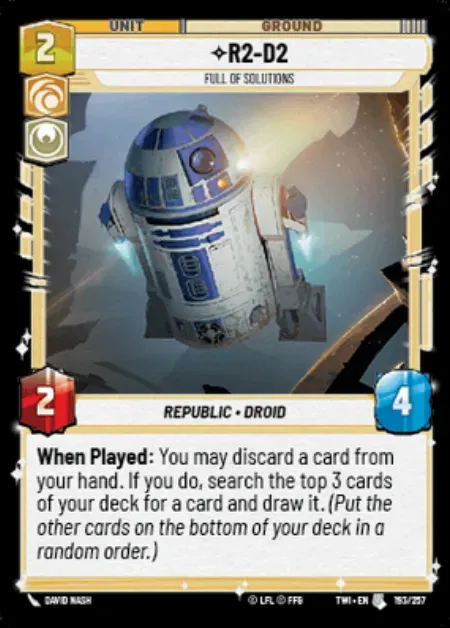 UNIT GROUND
2
✧R2-D2
FULL OF SOLUTIONS
2
REPUBLIC • DROID
4
When Played: You may discard a card from
your hand. If you do, search the top 3 cards
of your deck for a card and draw it. (Put the
other cards on the bottom of your deck in a
random order.)
DAVID NASH © LFL © FFG TWI • EN 193/257